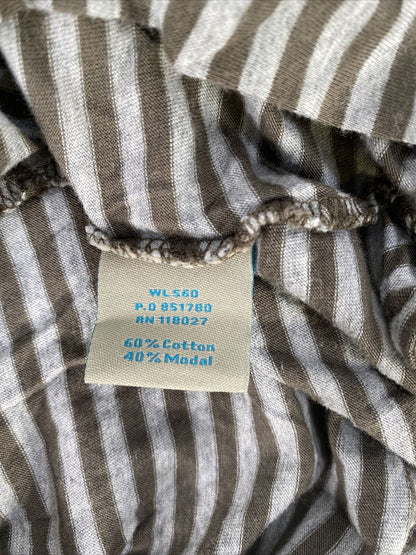 WL560
P.O 851780
RN 118027
60% Cotton
40% Modal